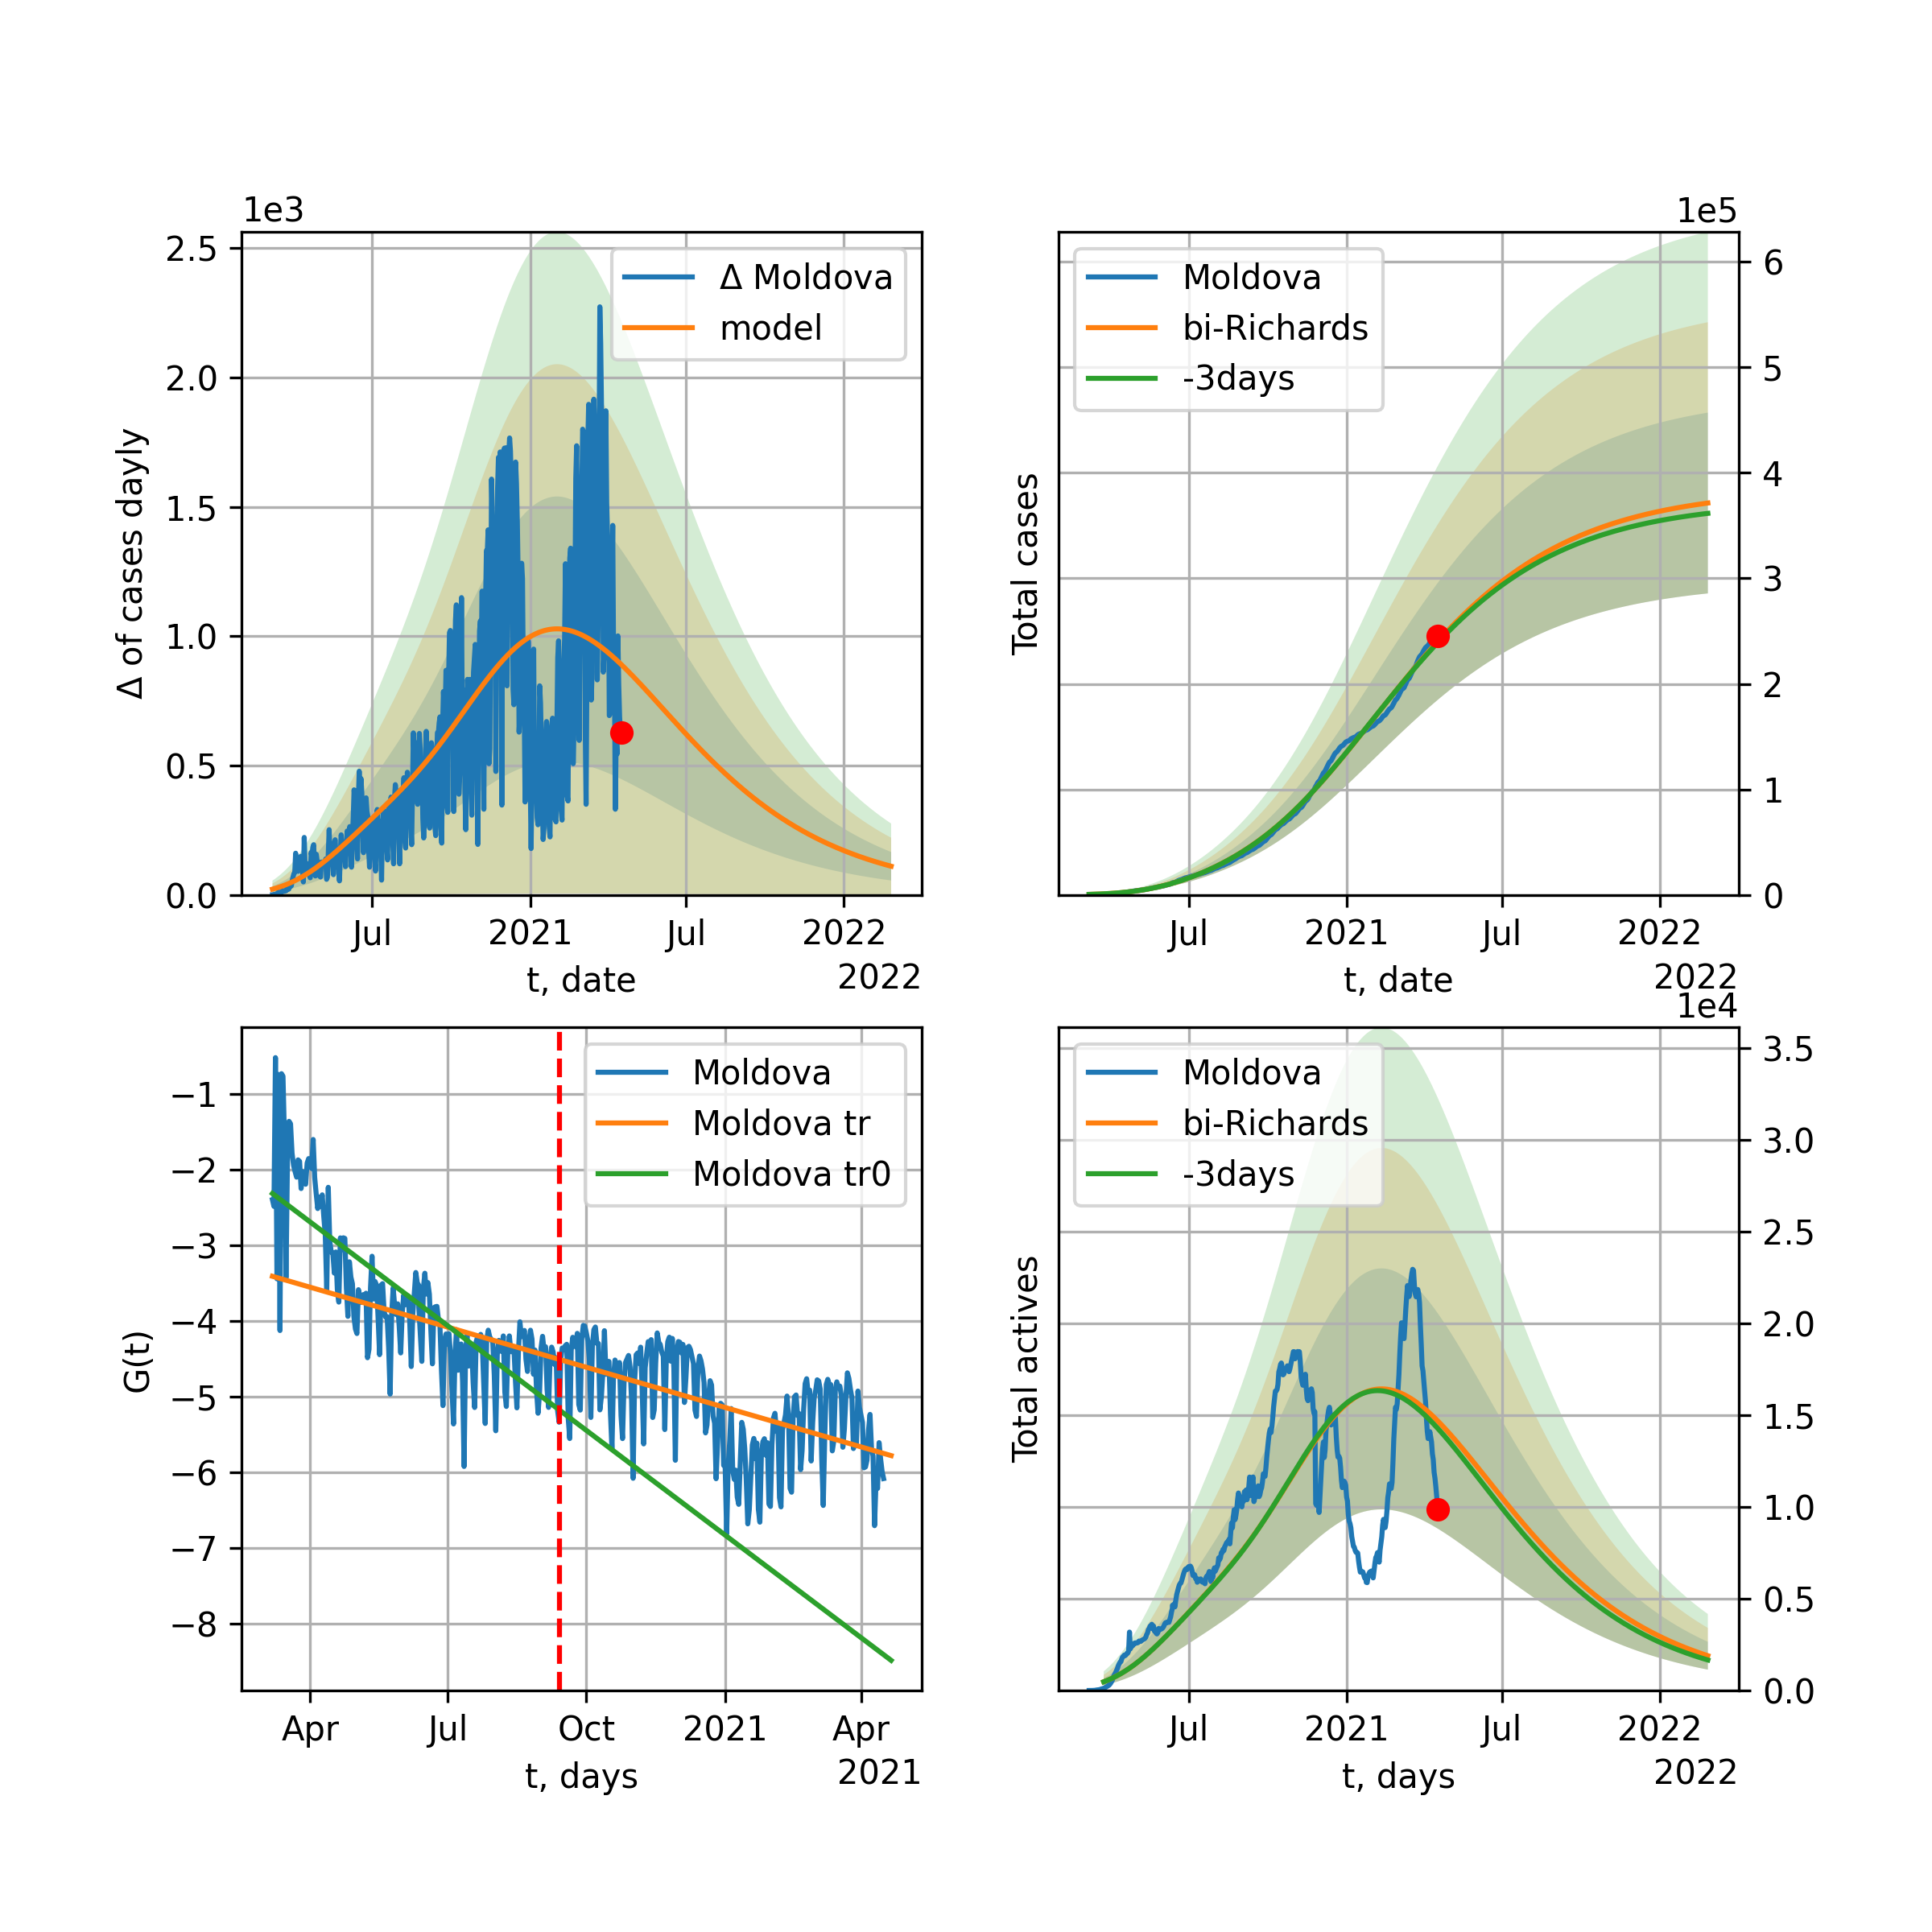 1e3
2.5
2.0
1.5
1.0
0.5
0.0
Δ of cases dayly
Δ Moldova
model
Jul
2021
Jul
2022
t, date
2022
1e5
6
5
4
3
2
1
0
Total cases
Moldova
bi-Richards
-3days
Jul
2021
Jul
2022
t, date
2022
−1
−2
−3
−4
−5
−6
−7
−8
G(t)
Moldova
Moldova tr
Moldova tr0
Apr
Jul
Oct
2021
Apr
t, days
2021
1e4
3.5
3.0
2.5
2.0
1.5
1.0
0.5
0.0
Total actives
Moldova
bi-Richards
-3days
Jul
2021
Jul
2022
t, days
2022